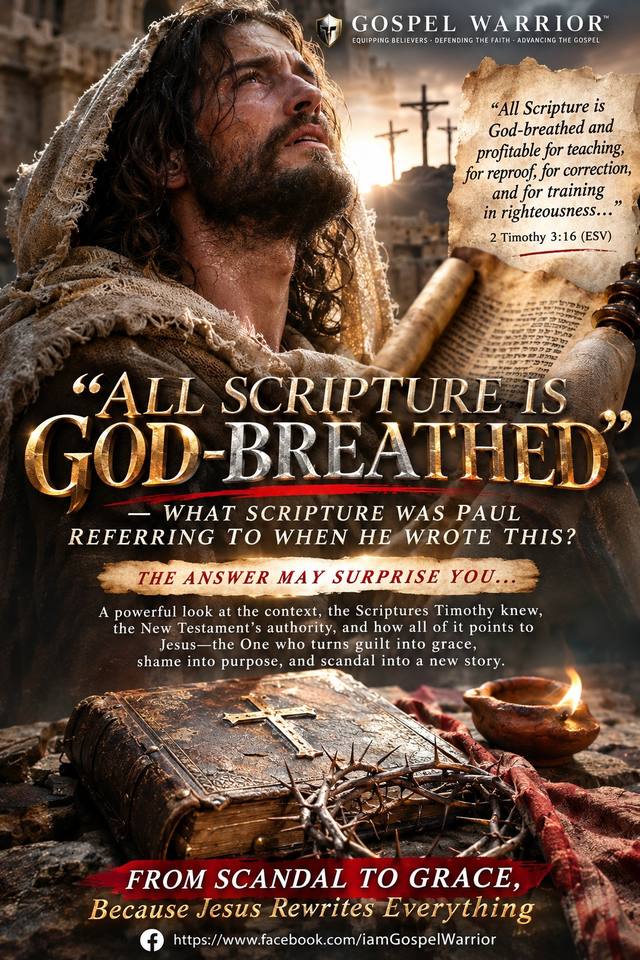 GOSPEL WARRIOR™
EQUIPPING BELIEVERS • DEFENDING THE FAITH • ADVANCING THE GOSPEL
“All Scripture is
God-breathed and
profitable for teaching,
for reproof, for correction,
and for training
in righteousness…”
2 Timothy 3:16 (ESV)
“ALL SCRIPTURE IS
GOD-BREATHED”
— WHAT SCRIPTURE WAS PAUL
REFERRING TO WHEN HE WROTE THIS?
THE ANSWER MAY SURPRISE YOU...
A powerful look at the context, the Scriptures Timothy knew,
the New Testament’s authority, and how all of it points to
Jesus—the One who turns guilt into grace,
shame into purpose, and scandal into a new story.
FROM SCANDAL TO GRACE,
Because Jesus Rewrites Everything
https://www.facebook.com/iamGospelWarrior